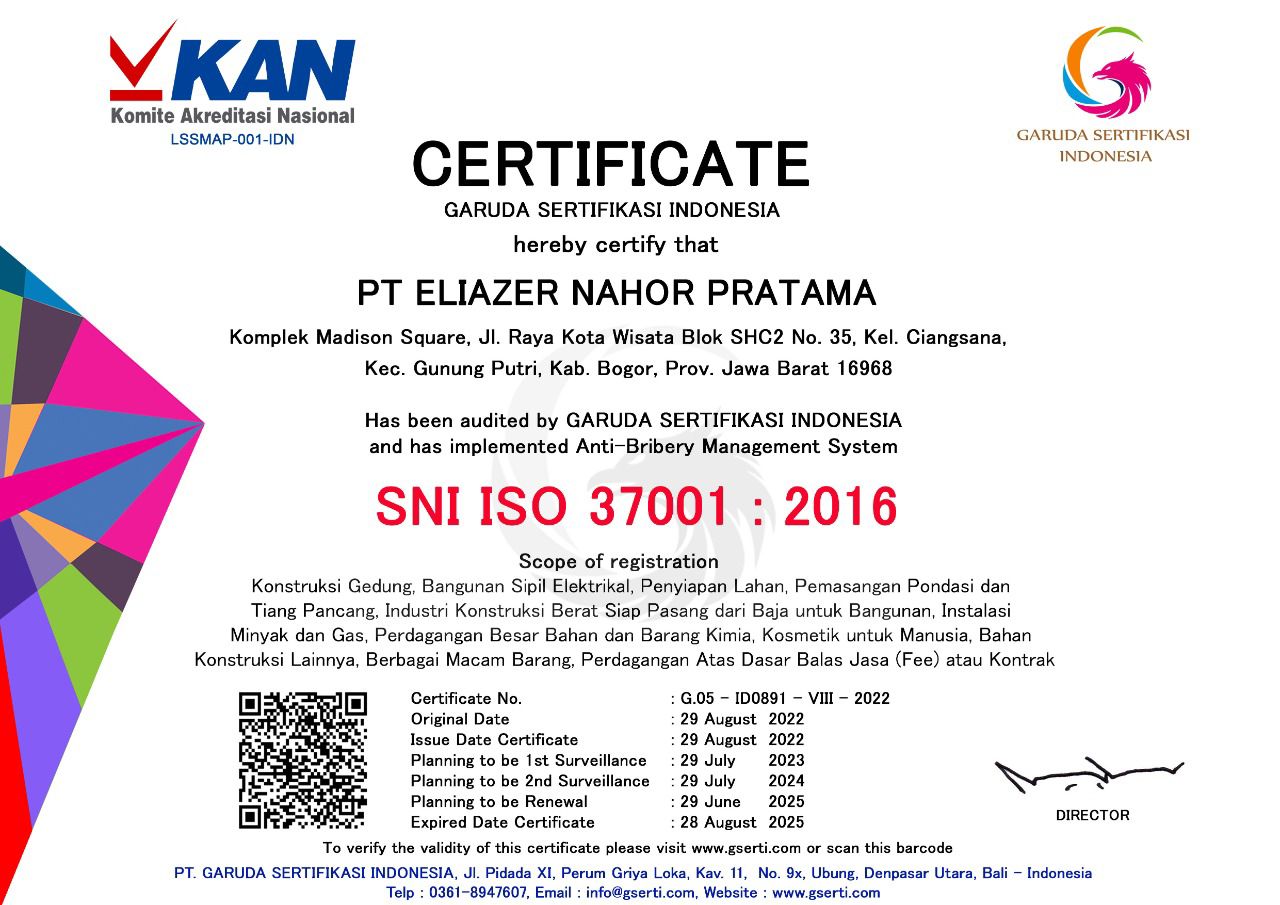 KAN
Komite Akreditasi Nasional
LSSMAP-001-IDN
GARUDA SERTIFIKASI
INDONESIA
CERTIFICATE
GARUDA SERTIFIKASI INDONESIA
hereby certify that
PT ELIAZER NAHOR PRATAMA
Komplek Madison Square, Jl. Raya Kota Wisata Blok SHC2 No. 35, Kel. Ciangsana,
Kec. Gunung Putri, Kab. Bogor, Prov. Jawa Barat 16968
Has been audited by GARUDA SERTIFIKASI INDONESIA
and has implemented Anti-Bribery Management System
SNI ISO 37001 : 2016
Scope of registration
Konstruksi Gedung, Bangunan Sipil Elektrikal, Penyiapan Lahan, Pemasangan Pondasi dan
Tiang Pancang, Industri Konstruksi Berat Siap Pasang dari Baja untuk Bangunan, Instalasi
Minyak dan Gas, Perdagangan Besar Bahan dan Barang Kimia, Kosmetik untuk Manusia, Bahan
Konstruksi Lainnya, Berbagai Macam Barang, Perdagangan Atas Dasar Balas Jasa (Fee) atau Kontrak
Certificate No. : G.05 - ID0891 - VIII - 2022
Original Date : 29 August 2022
Issue Date Certificate : 29 August 2022
Planning to be 1st Surveillance : 29 July 2023
Planning to be 2nd Surveillance : 29 July 2024
Planning to be Renewal : 29 June 2025
Expired Date Certificate : 28 August 2025
DIRECTOR
To verify the validity of this certificate please visit www.gserti.com or scan this barcode
PT. GARUDA SERTIFIKASI INDONESIA, Jl. Pidada XI, Perum Griya Loka, Kav. 11, No. 9x, Ubung, Denpasar Utara, Bali - Indonesia
Telp : 0361-8947607, Email : info@gserti.com, Website : www.gserti.com